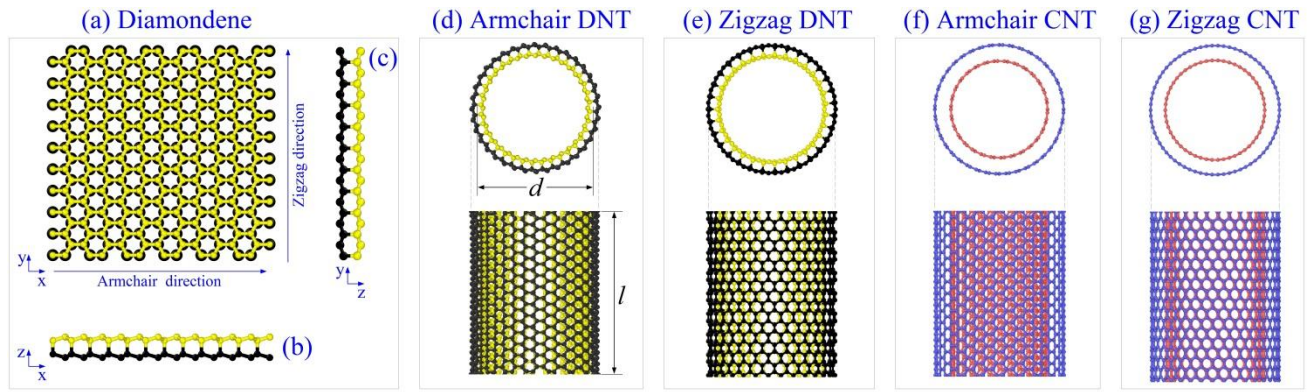 (a) Diamondene
(d) Armchair DNT
(e) Zigzag DNT
(f) Armchair CNT
(g) Zigzag CNT
(c)
Zigzag direction
d
y
x
Armchair direction
y
z
l
z
x
(b)